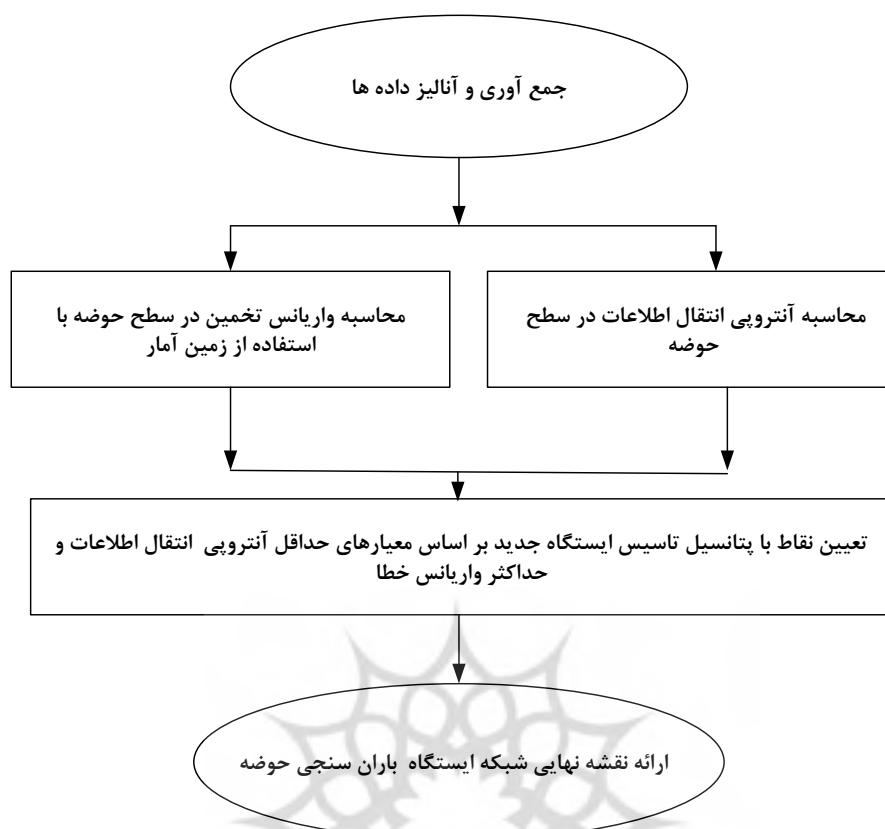 جمع آوری و آنالیز داده ها
محاسبه آنتروپی انتقال اطلاعات در سطح
حوضه
محاسبه واریانس تخمین در سطح حوضه با
استفاده از زمین آمار
تعیین نقاط با پتانسیل تاسیس ایستگاه جدید بر اساس معیارهای حداقل آنتروپی انتقال اطلاعات و
حداکثر واریانس خطا
ارائه نقشه نهایی شبکه ایستگاه باران سنجی حوضه